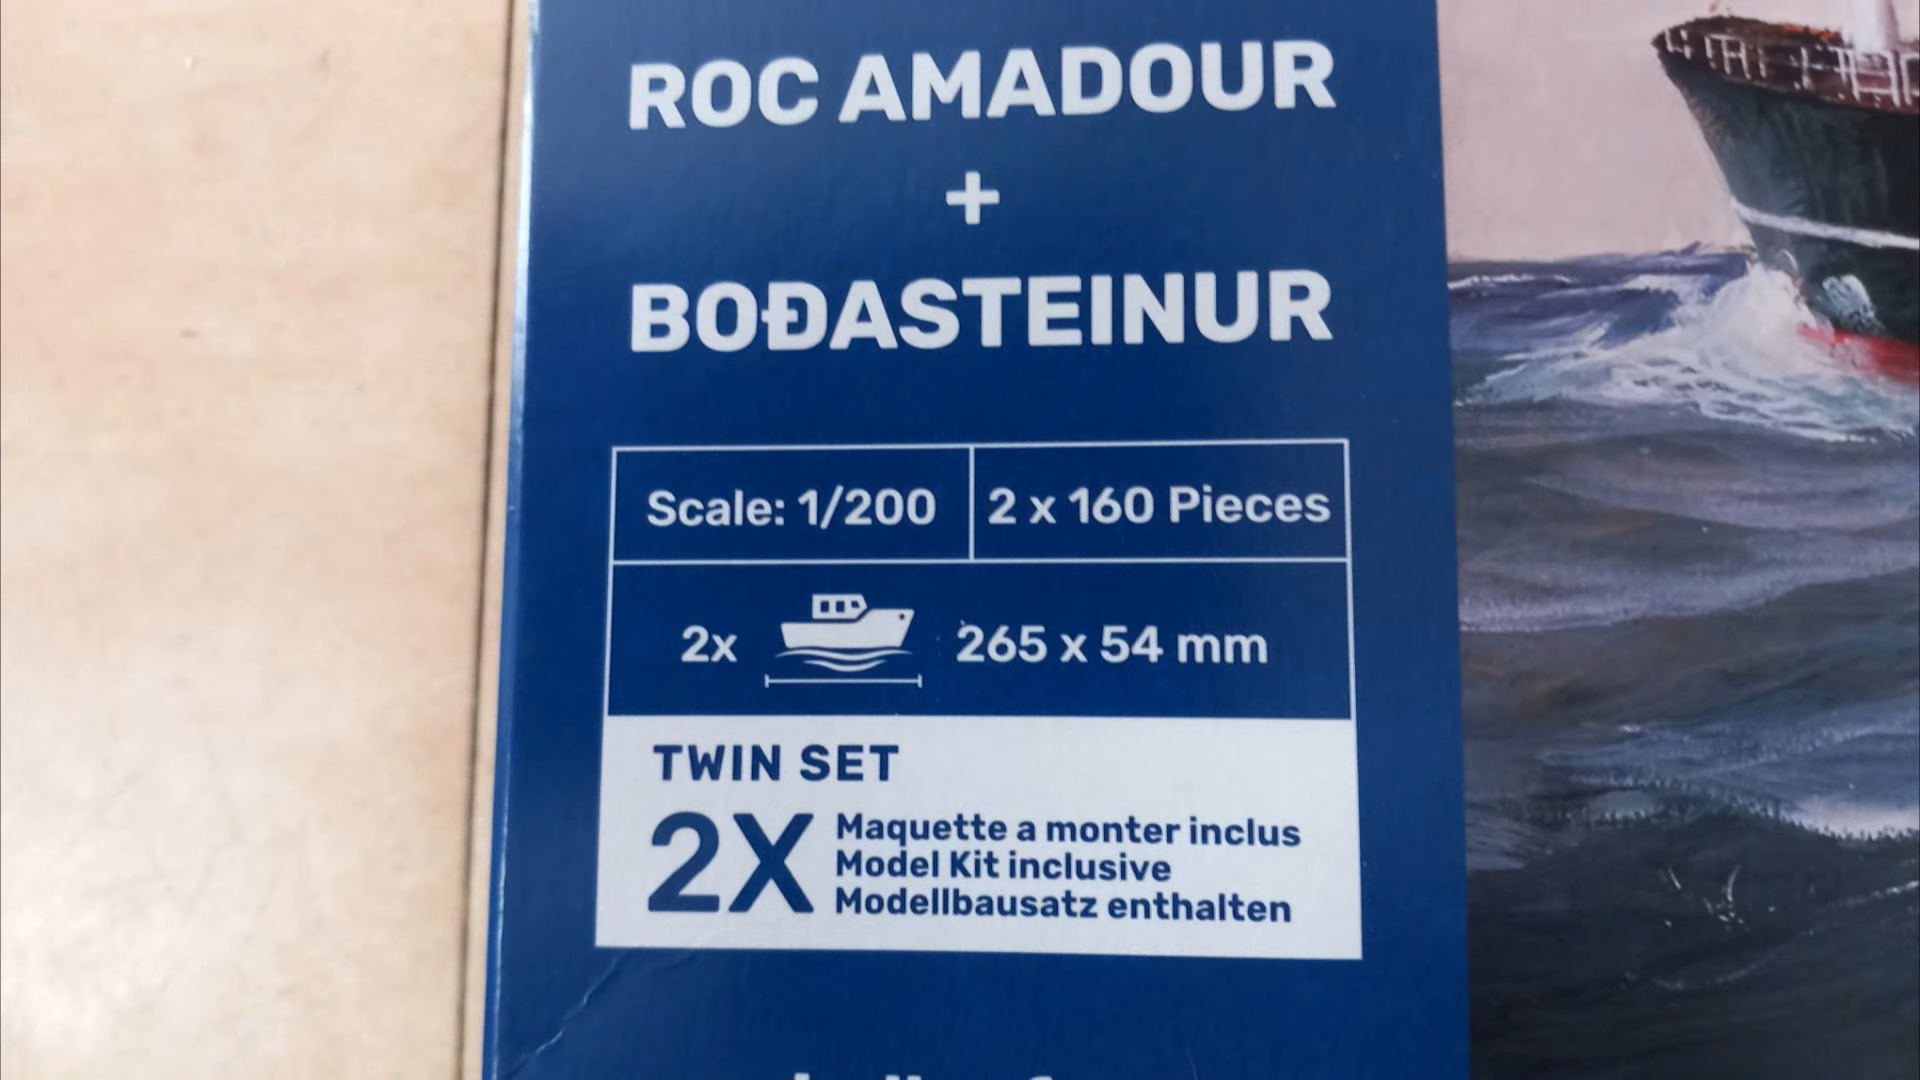 ROC AMADOUR
+
BOÐASTEINUR
Scale: 1/200
2 x 160 Pieces
2x
265 x 54 mm
TWIN SET
2X
Maquette a monter inclus
Model Kit inclusive
Modellbausatz enthalten